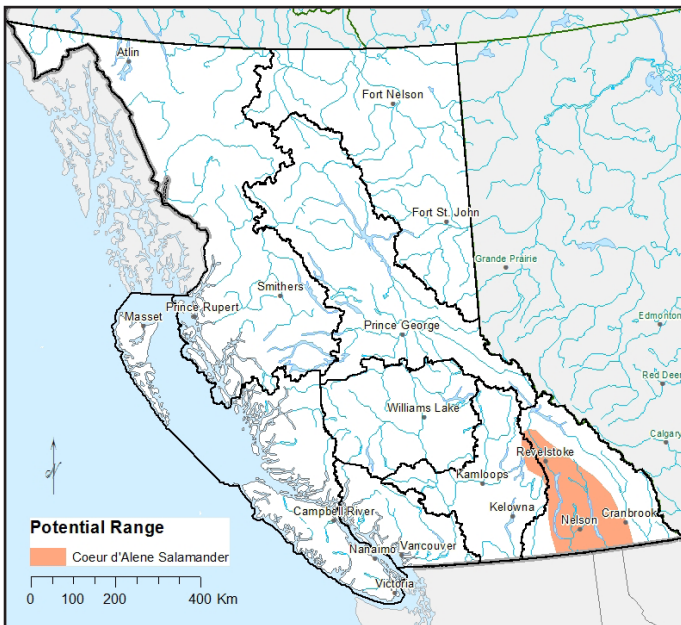 Atlin
Fort Nelson
Fort St. John
Grande Prairie
Smithers
Prince Rupert
Masset
Prince George
Edmonton
Red Deer
Williams Lake
Calgary
Revelstoke
Kamloops
Kelowna
Cranbrook
Nelson
Campbell River
Nanaimo
Vancouver
Victoria
N
Potential Range
Coeur d'Alene Salamander
0 100 200 400 Km